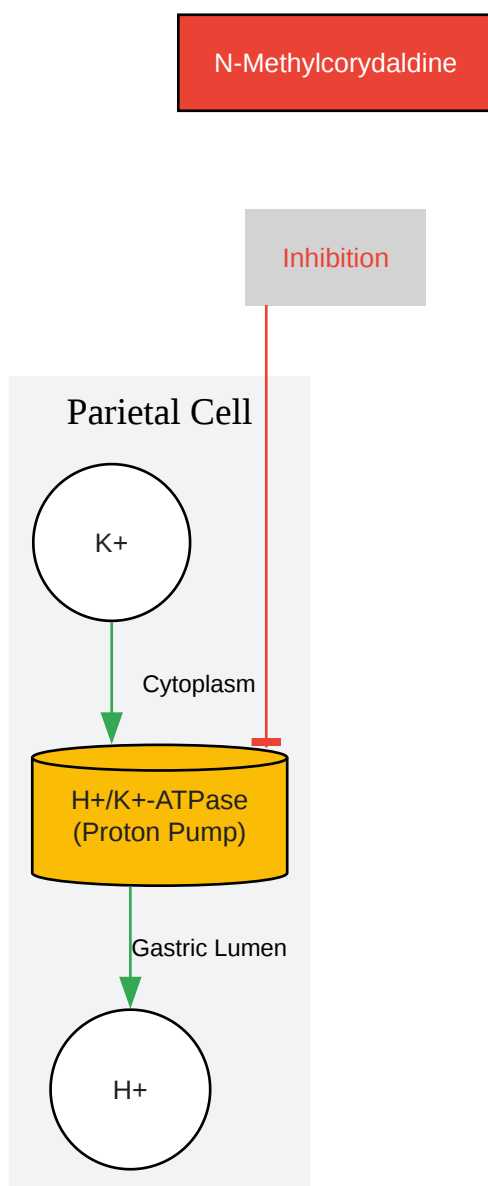 N-Methylcorydaldine
Inhibition
Parietal Cell
K+
Cytoplasm
H+/K+-ATPase
(Proton Pump)
Gastric Lumen
H+